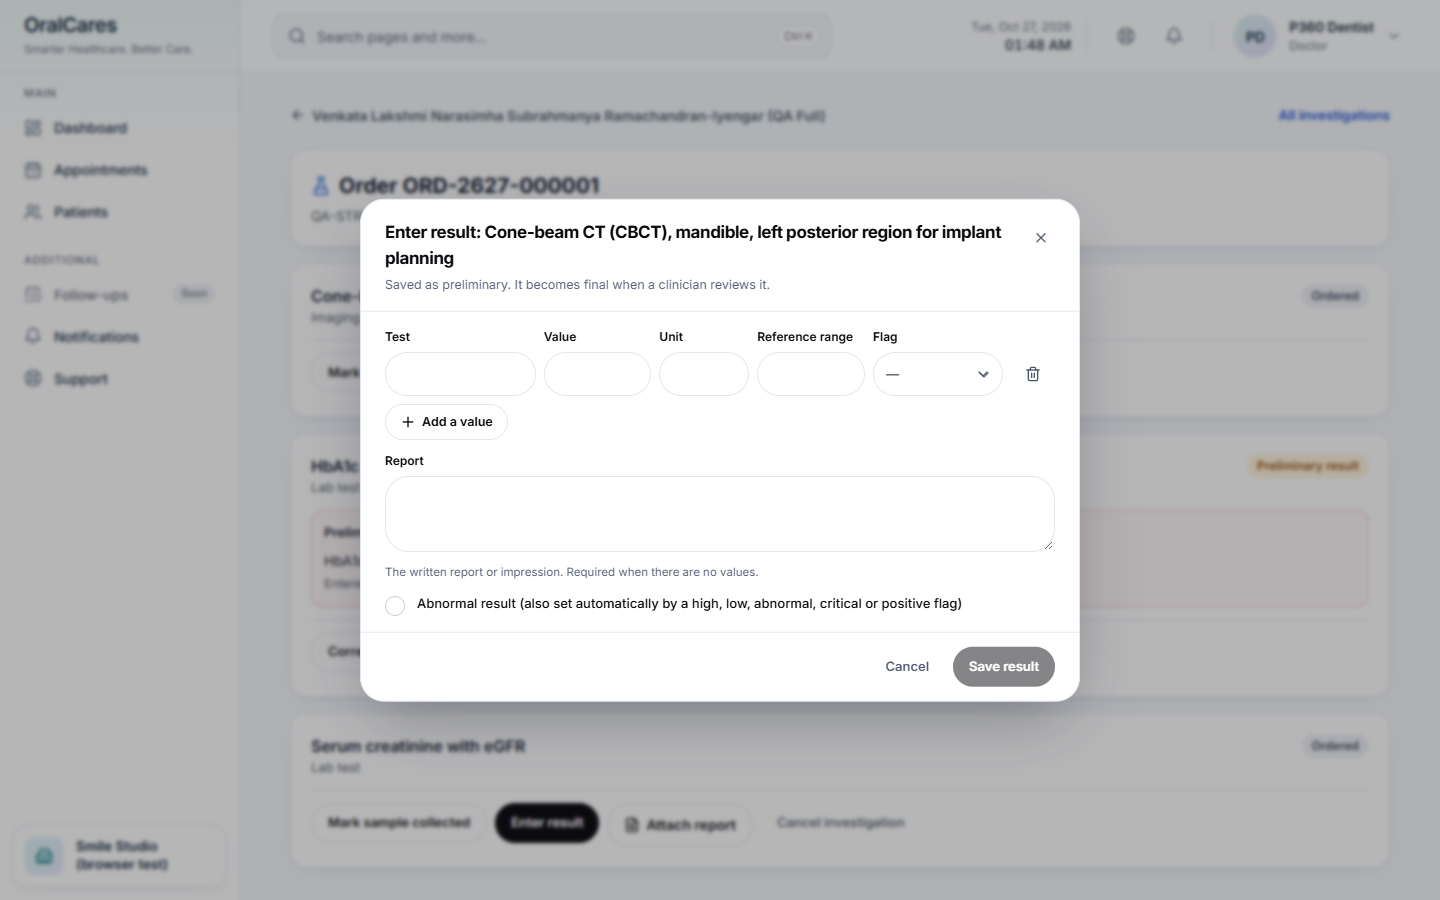 OralCares
Smarter Healthcare. Better Care.
Search pages and more...
Ctrl K
Tue, Oct 27, 2026
01:48 AM
PD
P360 Dentist
Doctor
MAIN
Dashboard
Appointments
Patients
ADDITIONAL
Follow-ups
Soon
Notifications
Support
Smile Studio
(browser test)
Venkata Lakshmi Narasimha Subrahmanya Ramachandran-Iyengar (QA Full)
All investigations
Order ORD-2627-000001
Ordered
Imaging
Mark
HbA1c
Preliminary result
Lab test
Enter result: Cone-beam CT (CBCT), mandible, left posterior region for implant
planning
Saved as preliminary. It becomes final when a clinician reviews it.
Test
Value
Unit
Reference range
Flag
—
Add a value
Report
The written report or impression. Required when there are no values.
Abnormal result (also set automatically by a high, low, abnormal, critical or positive flag)
Cancel
Save result
Serum creatinine with eGFR
Ordered
Lab test
Mark sample collected
Enter result
Attach report
Cancel investigation